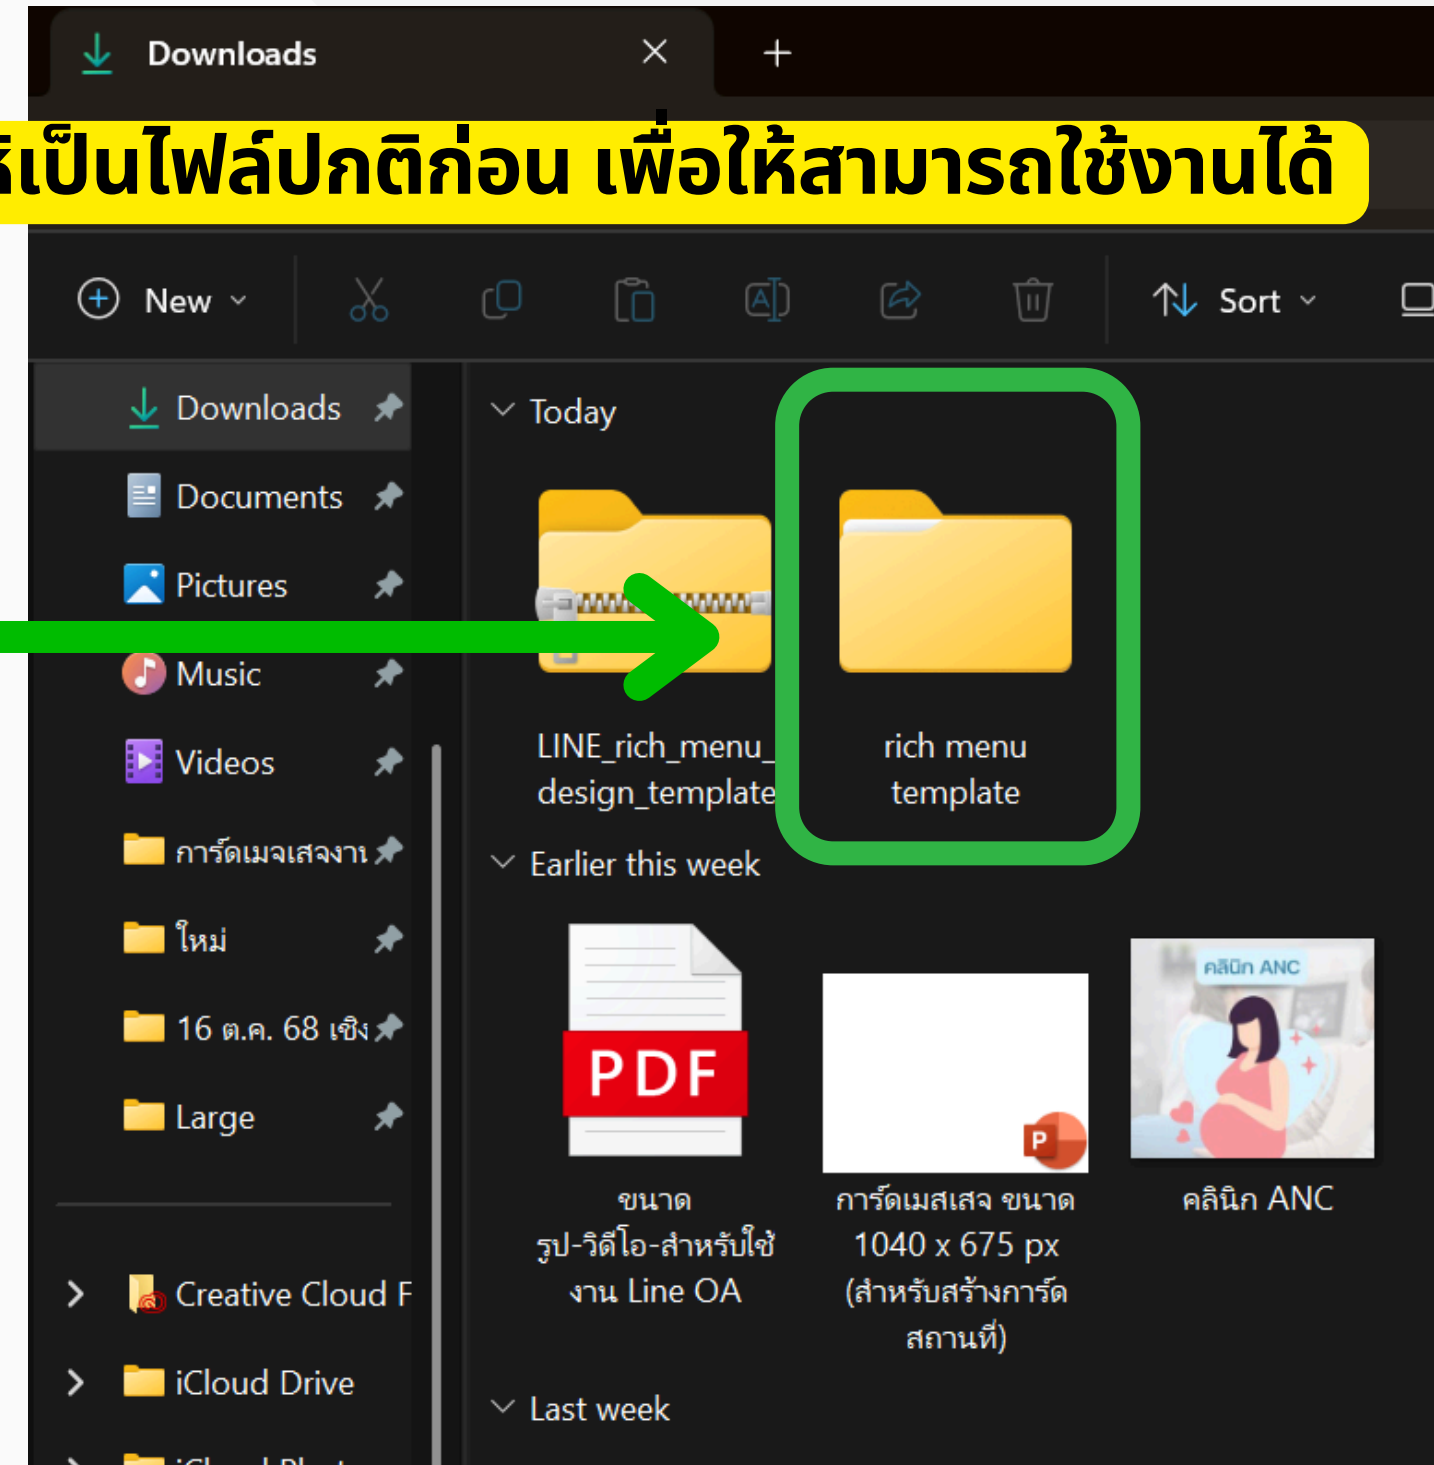 Downloads
เป็นไฟล์ปกติก่อน เพื่อให้สามารถใช้งานได้
New
Sort
Downloads
Documents
Pictures
Music
Videos
การ์ดเมจเสจงาน
ใหม่
16 ต.ค. 68 เชิง
Large
Creative Cloud F
iCloud Drive
Today
LINE_rich_menu_
design_template
rich menu
template
Earlier this week
PDF
ขนาด
รูป-วิดีโอ-สำหรับใช้
งาน Line OA
P
การ์ดเมสเสจ ขนาด
1040 x 675 px
(สำหรับสร้างการ์ด
สถานที่)
คลินิก ANC
คลินิก ANC
Last week